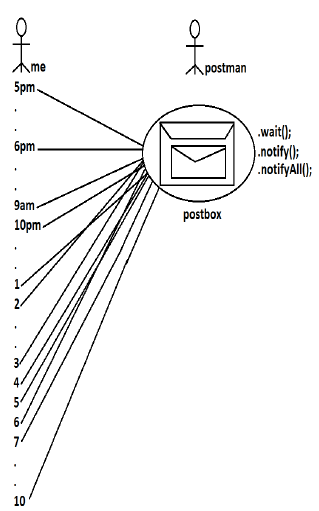 me
postman
5pm
.
.
6pm
.
.
9am
10pm
.
.
1
2
.
.
3
4
5
6
7
.
.
10
.wait();
.notify();
.notifyAll();
postbox